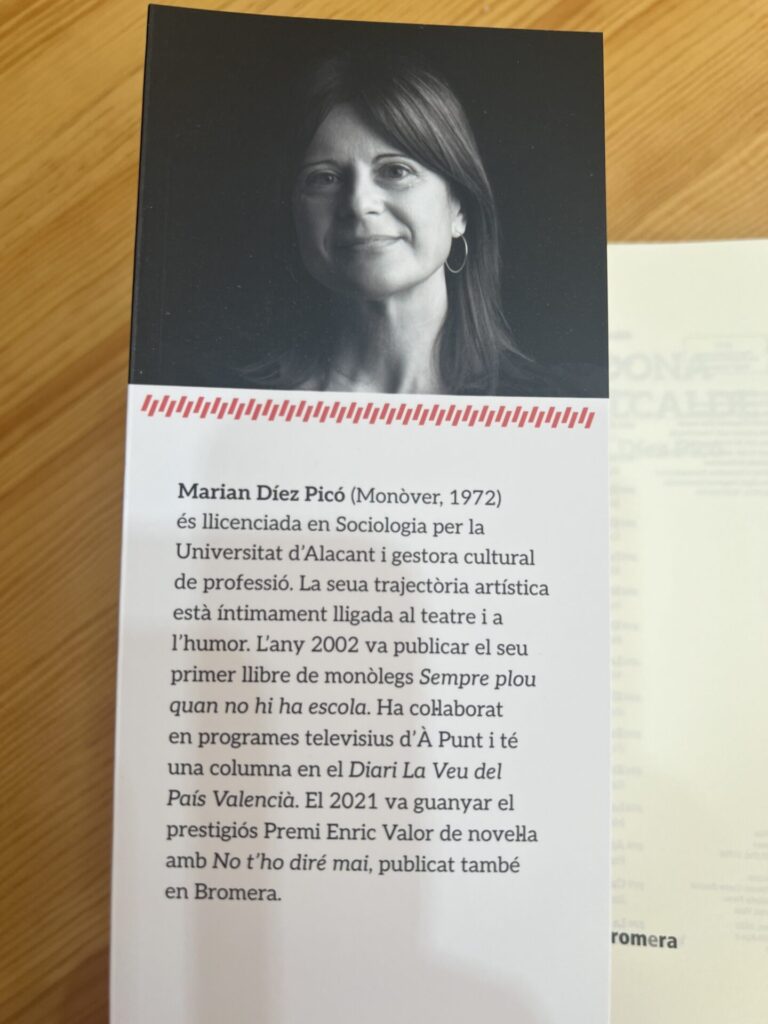 Marian Díez Picó (Monòver, 1972)
és llicenciada en Sociologia per la
Universitat d'Alacant i gestora cultural
de professió. La seua trajectòria artística
està íntimament lligada al teatre i a
l'humor. L'any 2002 va publicar el seu
primer llibre de monòlegs Sempre plou
quan no hi ha escola. Ha col·laborat
en programes televisius d'À Punt i té
una columna en el Diari La Veu del
País Valencià. El 2021 va guanyar el
prestigiós Premi Enric Valor de novel·la
amb No t'ho diré mai, publicat també
en Bromera.
romera